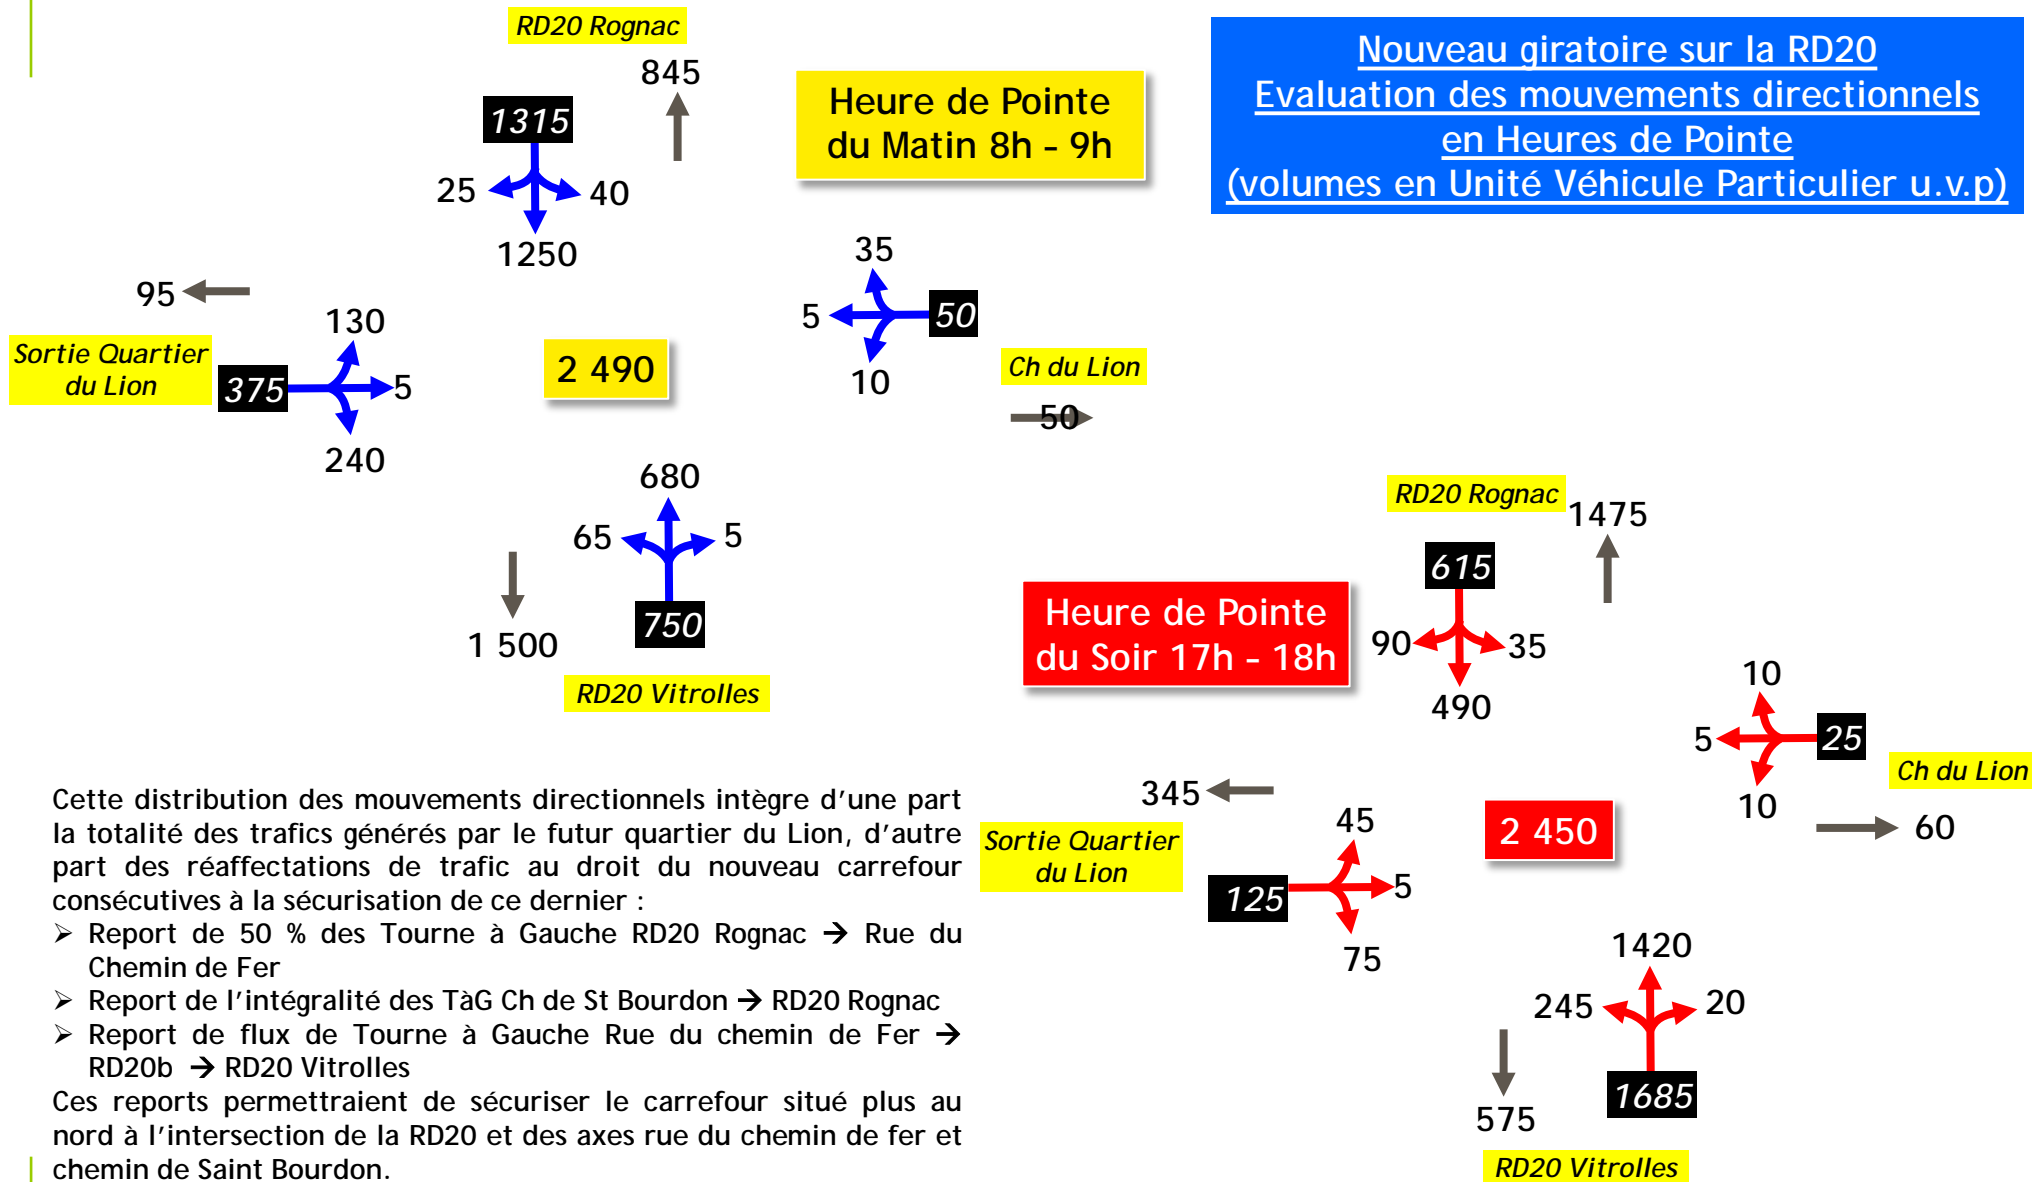 RD20 Rognac
845
1315
25
40
1250
Heure de Pointe
du Matin 8h - 9h
Nouveau giratoire sur la RD20
Evaluation des mouvements directionnels
en Heures de Pointe
(volumes en Unité Véhicule Particulier u.v.p)
95
130
Sortie Quartier
du Lion
375
5
240
2 490
35
5
50
10
Ch du Lion
50
680
65
5
750
1 500
RD20 Vitrolles
RD20 Rognac
1475
615
90
35
490
Heure de Pointe
du Soir 17h - 18h
10
5
25
10
Ch du Lion
60
345
45
Sortie Quartier
du Lion
125
5
75
2 450
1420
245
20
1685
575
RD20 Vitrolles
Cette distribution des mouvements directionnels intègre d’une part
la totalité des trafics générés par le futur quartier du Lion, d’autre
part des réaffectations de trafic au droit du nouveau carrefour
consécutives à la sécurisation de ce dernier :
➢ Report de 50 % des Tourne à Gauche RD20 Rognac → Rue du
Chemin de Fer
➢ Report de l’intégralité des TàG Ch de St Bourdon → RD20 Rognac
➢ Report de flux de Tourne à Gauche Rue du chemin de Fer →
RD20b → RD20 Vitrolles
Ces reports permettraient de sécuriser le carrefour situé plus au
nord à l’intersection de la RD20 et des axes rue du chemin de fer et
chemin de Saint Bourdon.